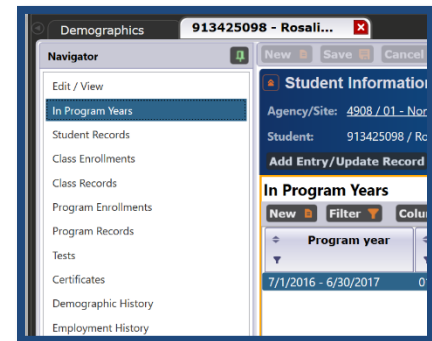 Demographics 913425098 - Rosali...
Navigator
New Save Cancel
Edit / View
In Program Years
Student Records
Class Enrollments
Class Records
Program Enrollments
Program Records
Tests
Certificates
Demographic History
Employment History
Student Information
Agency/Site: 4908 / 01 - Nor
Student: 913425098 / Ro
Add Entry/Update Record
In Program Years
New Filter Colu
Program year
7/1/2016 - 6/30/2017 0